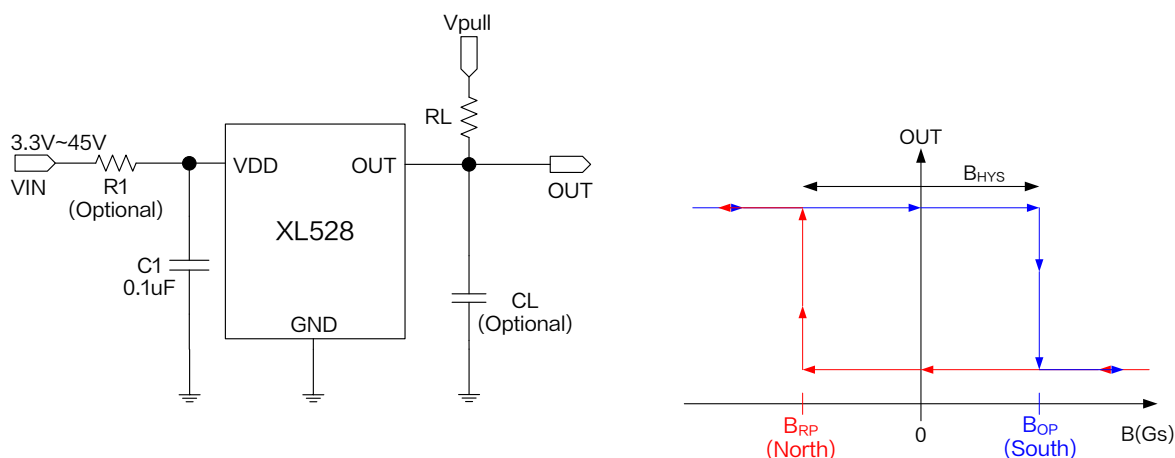 Vpull
RL
3.3V~45V
VIN
R1
(Optional)
VDD
OUT
OUT
XL528
C1
0.1uF
GND
CL
(Optional)
OUT
BHYS
BRP
(North)
0
BOP
(South)
B(Gs)